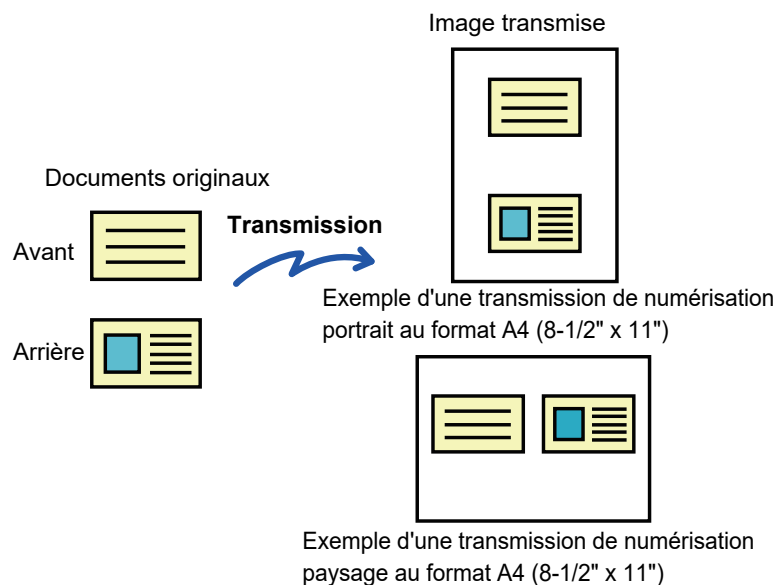 Image transmise
Documents originaux
Avant
Transmission
Arrière
Exemple d'une transmission de numérisation
portrait au format A4 (8-1/2" x 11")
Exemple d'une transmission de numérisation
paysage au format A4 (8-1/2" x 11")